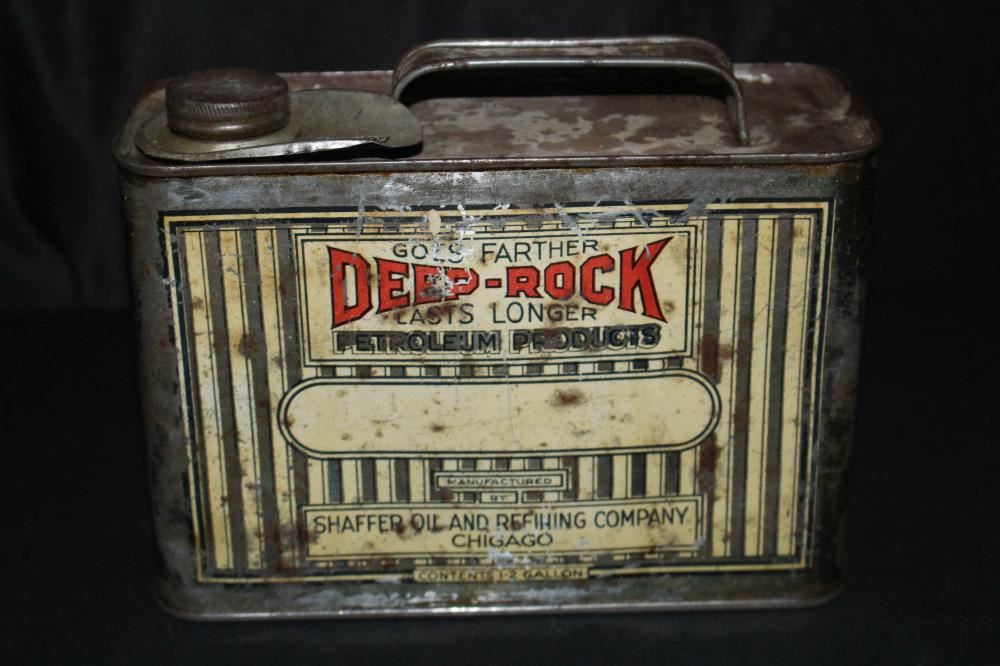 GOES FARTHER
DEEP-ROCK
LASTS LONGER
PETROLEUM PRODUCTS
MANUFACTURED
BY
SHAFFER OIL AND REFINING COMPANY
CHICAGO
CONTENTS 1-2 GALLON